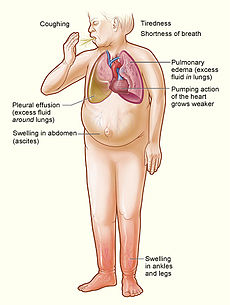 Coughing
Tiredness
Shortness of breath
Pulmonary
edema (excess
fluid in lungs)
Pumping action
of the heart
grows weaker
Pleural effusion
(excess fluid
around lungs)
Swelling in abdomen
(ascites)
Swelling
in ankles
and legs